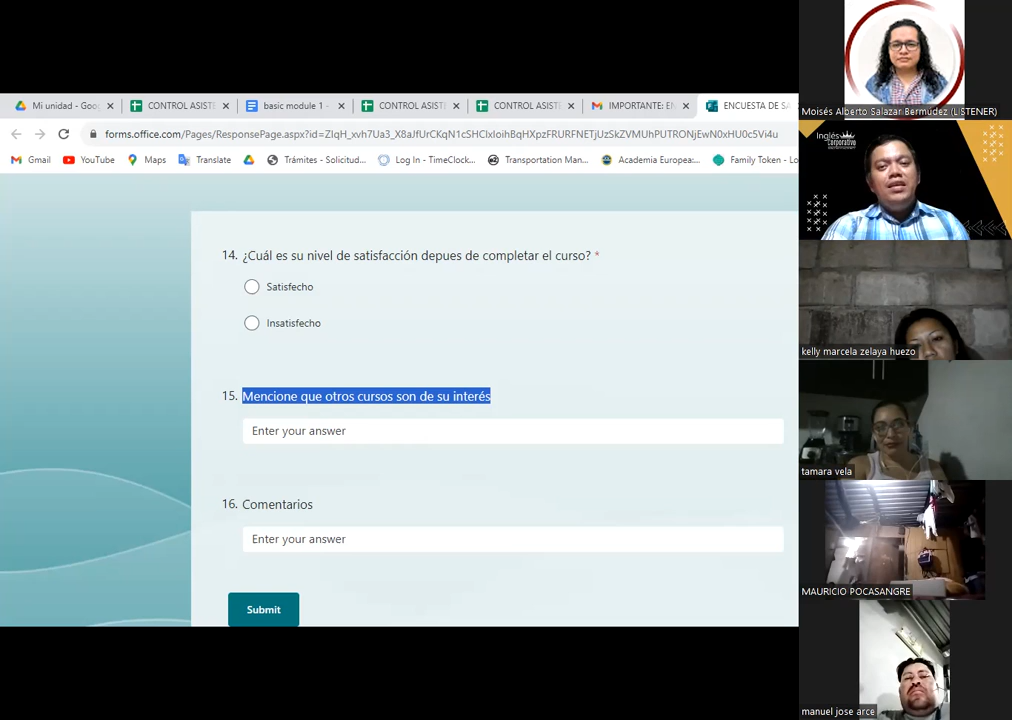 Mi unidad - Goo
CONTROL ASISTE
basic module 1 -
CONTROL ASISTE
CONTROL ASISTE
IMPORTANTE: EN
ENCUESTA DE SA
forms.office.com/Pages/ResponsePage.aspx?id=ZIqH_xvh7Ua3_X8aJfUrCKqN1cSHClxIoihBqHXpzFRURFNETjUzSkZVMUhPUTRONjEwN0xHU0c5Vi4u
Gmail
YouTube
Maps
Translate
Trámites - Solicitud...
Log In - TimeClock...
Transportation Man...
Academia Europea:...
Family Token - Lo
14. ¿Cuál es su nivel de satisfacción depues de completar el curso? *
Satisfecho
Insatisfecho
15. Mencione que otros cursos son de su interés
Enter your answer
16. Comentarios
Enter your answer
Submit
Moisés Alberto Salazar Bermúdez (LISTENER)
Inglés
Corporativo
kelly marcela zelaya huezo
tamara vela
MAURICIO POCASANGRE
manuel jose arce